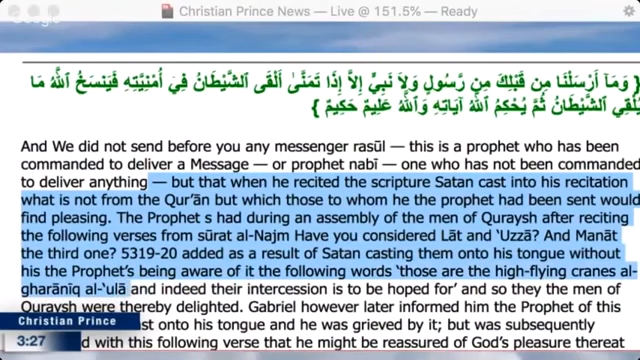 Christian Prince News — Live @ 151.5% — Ready
{ وَمَآ أَرْسَلْنَا مِن قَبْلِكَ مِن رَّسُولٍ وَلاَ نَبِيٍّ إِلاَّ إِذَا تَمَنَّىٰ أَلْقَى ٱلشَّيْطَانُ فِيۤ أُمْنِيَّتِهِ فَيَنسَخُ ٱللَّهُ مَا
يُلْقِي ٱلشَّيْطَانُ ثُمَّ يُحْكِمُ ٱللَّهُ آيَاتِهِ وَٱللَّهُ عَلِيمٌ حَكِيمٌ }
And We did not send before you any messenger rasūl — this is a prophet who has been
commanded to deliver a Message — or prophet nabī — one who has not been commanded
to deliver anything — but that when he recited the scripture Satan cast into his recitation
what is not from the Qur'ān but which those to whom he the prophet had been sent would
find pleasing. The Prophet s had during an assembly of the men of Quraysh after reciting
the following verses from sūrat al-Najm Have you considered Lāt and 'Uzzā? And Manāt
the third one? 5319-20 added as a result of Satan casting them onto his tongue without
his the Prophet's being aware of it the following words 'those are the high-flying cranes al-
gharānīq al-'ulā and indeed their intercession is to be hoped for' and so they the men of
Quraysh were thereby delighted. Gabriel however later informed him the Prophet of this
Christian Prince
ast onto his tongue and he was grieved by it; but was subsequently
3:27
d with this following verse that he might be reassured of God's pleasure thereat